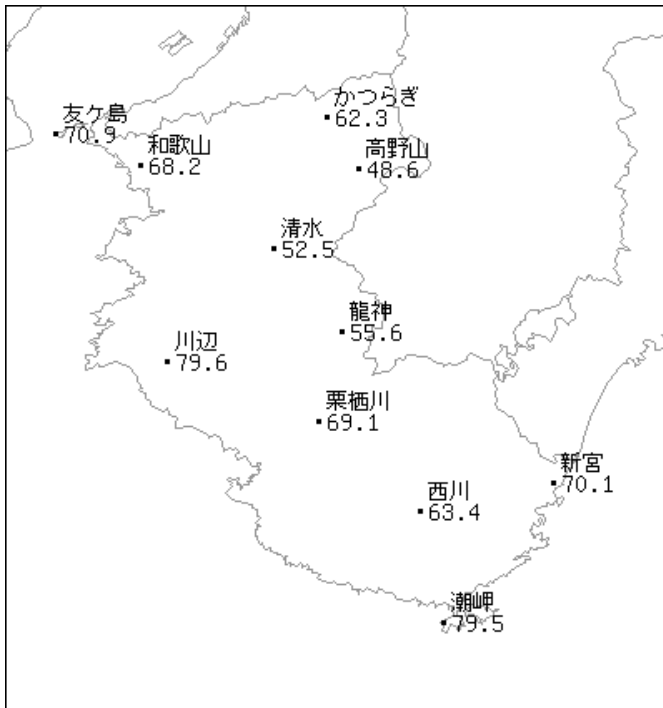 かつらぎ
62.3
友ケ島
70.9
和歌山
68.2
高野山
48.6
清水
52.5
龍神
55.6
川辺
79.6
栗栖川
69.1
新宮
70.1
西川
63.4
潮岬
79.5